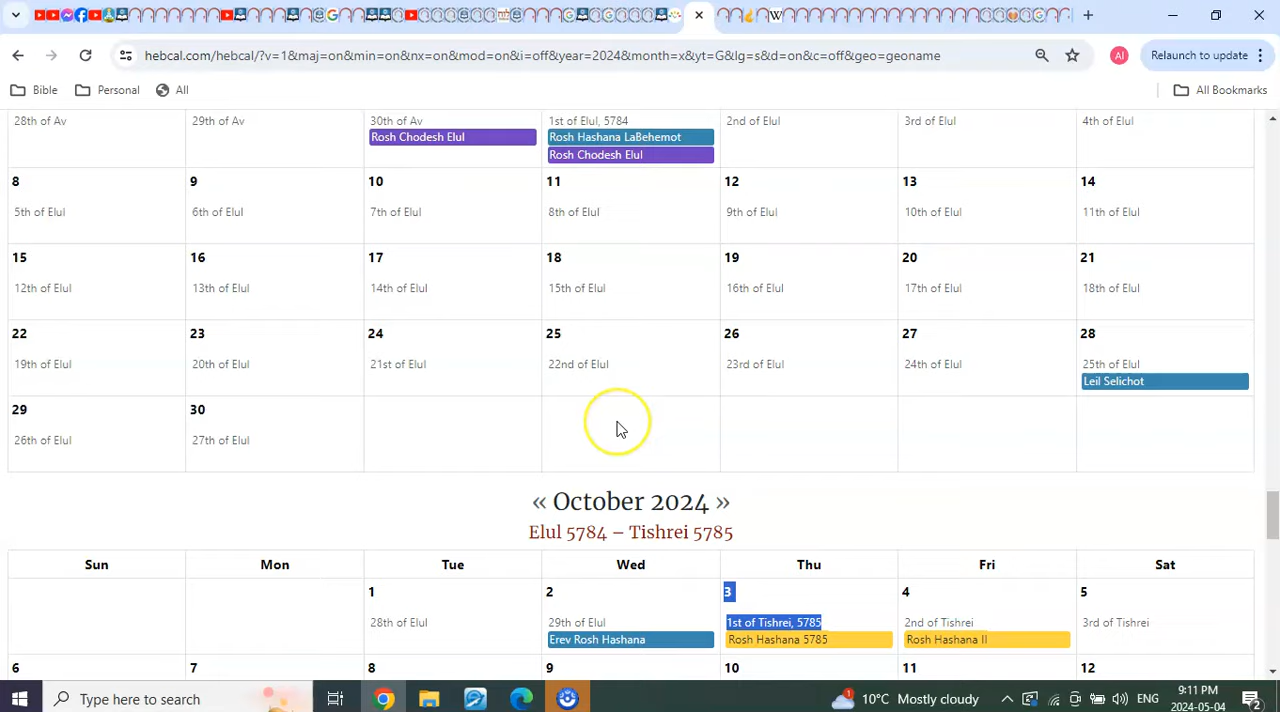 hebcal.com/hebcal/?v=1&maj=on&min=on&nx=on&mod=on&i=off&year=2024&month=x&yt=G&lg=s&d=on&c=off&geo=geoname
AI
Relaunch to update
Bible
Personal
All
All Bookmarks
28th of Av 29th of Av 30th of Av 1st of Elul, 5784 2nd of Elul 3rd of Elul 4th of Elul
Rosh Chodesh Elul Rosh Hashana LaBehemot
Rosh Chodesh Elul
8 9 10 11 12 13 14
5th of Elul 6th of Elul 7th of Elul 8th of Elul 9th of Elul 10th of Elul 11th of Elul
15 16 17 18 19 20 21
12th of Elul 13th of Elul 14th of Elul 15th of Elul 16th of Elul 17th of Elul 18th of Elul
22 23 24 25 26 27 28
19th of Elul 20th of Elul 21st of Elul 22nd of Elul 23rd of Elul 24th of Elul 25th of Elul
Leil Selichot
29 30
26th of Elul 27th of Elul
« October 2024 »
Elul 5784 – Tishrei 5785
Sun Mon Tue Wed Thu Fri Sat
1 2 3 4 5
28th of Elul 29th of Elul 1st of Tishrei, 5785 2nd of Tishrei 3rd of Tishrei
Erev Rosh Hashana Rosh Hashana 5785 Rosh Hashana II
6 7 8 9 10 11 12
Type here to search
1
10°C Mostly cloudy
ENG
9:11 PM
2024-05-04
2